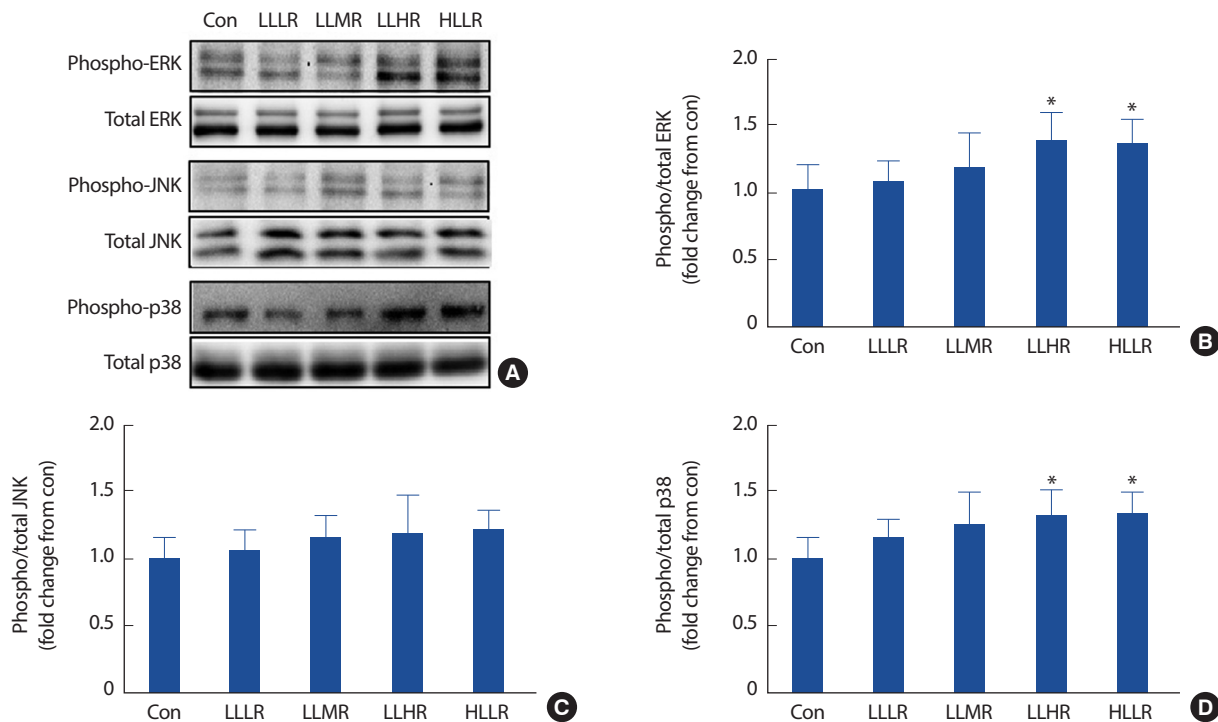 Con LLLR LLMR LLHR HLLR
Phospho-ERK
Total ERK
Phospho-JNK
Total JNK
Phospho-p38
Total p38
A
Phospho/total ERK
(fold change from con)
2.0
1.5
1.0
0.5
0
* *
Con LLLR LLMR LLHR HLLR
B
Phospho/total JNK
(fold change from con)
2.0
1.5
1.0
0.5
0
Con LLLR LLMR LLHR HLLR
C
Phospho/total p38
(fold change from con)
2.0
1.5
1.0
0.5
0
* *
Con LLLR LLMR LLHR HLLR
D